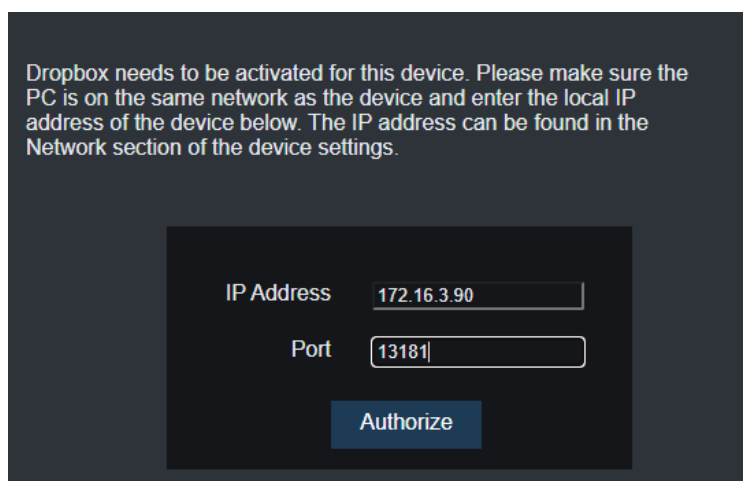 Dropbox needs to be activated for this device. Please make sure the
PC is on the same network as the device and enter the local IP
address of the device below. The IP address can be found in the
Network section of the device settings.
IP Address 172.16.3.90
Port 13181
Authorize